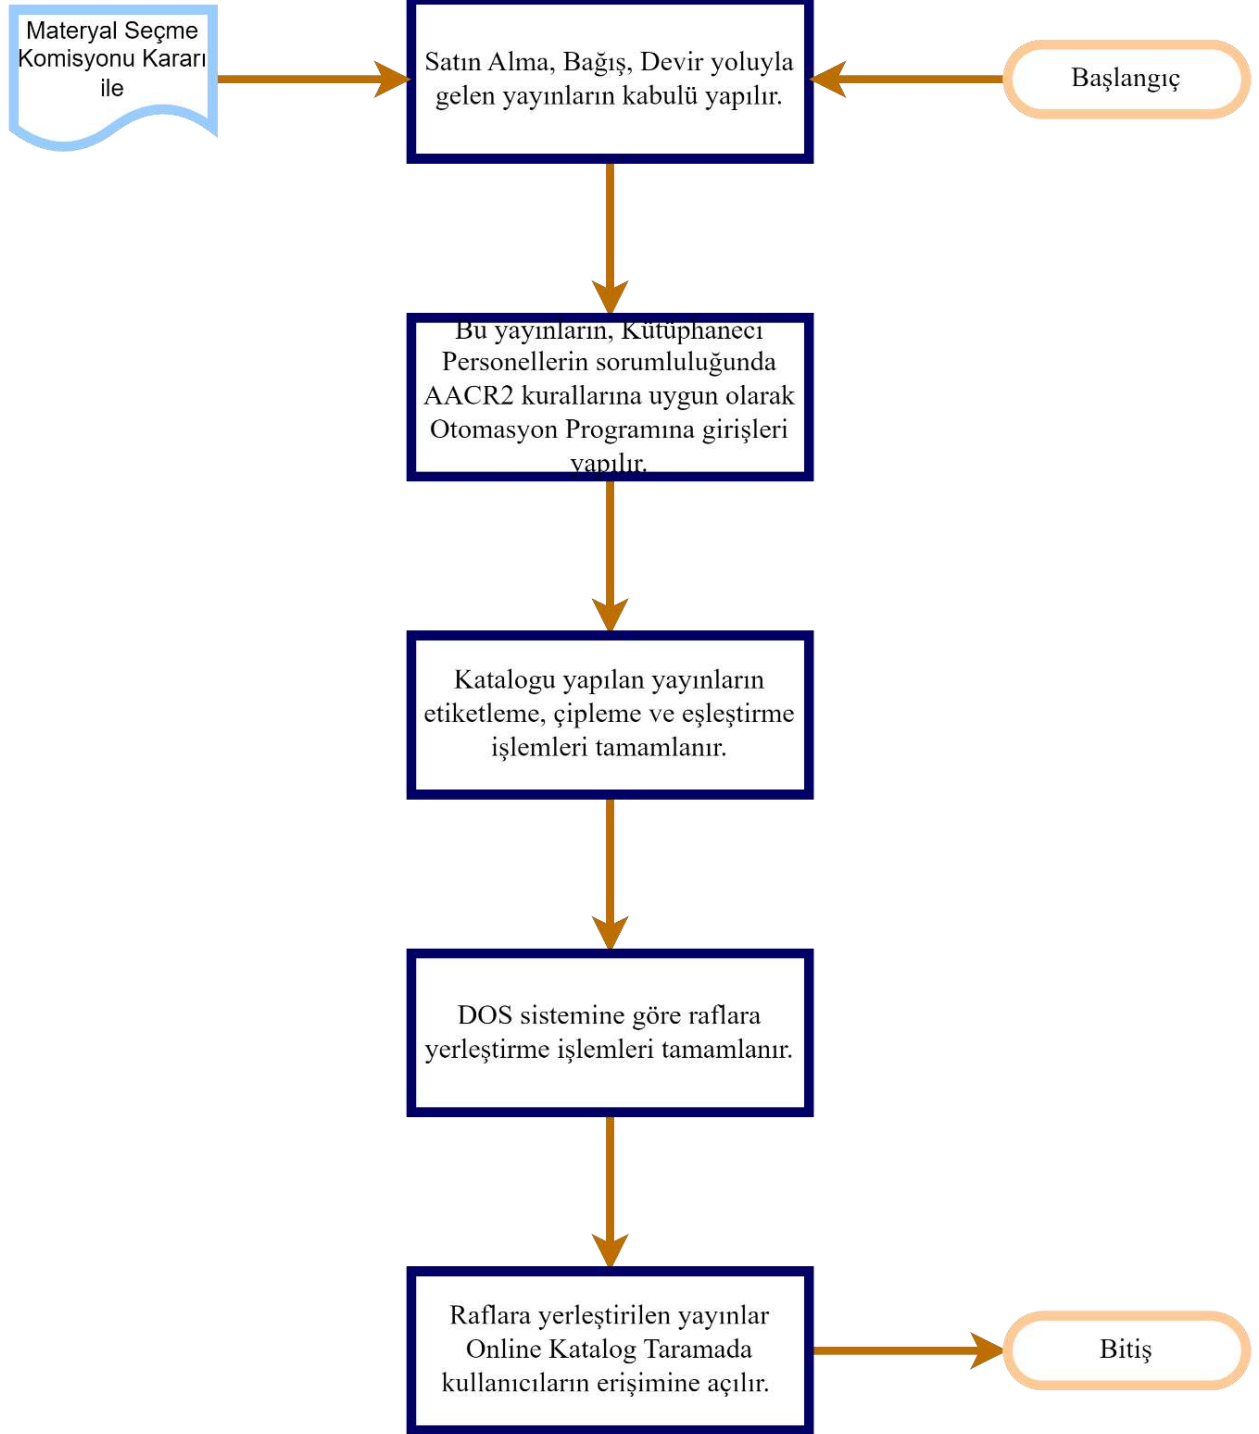 Materyal Seçme
Komisyonu Kararı
ile
Satın Alma, Bağış, Devir yoluyla
gelen yayınların kabulü yapılır.
Başlangıç
Bu yayınların, Kütüphaneci
Personellerin sorumluluğunda
AACR2 kurallarına uygun olarak
Otomasyon Programına girişleri
yapılır.
Katalogu yapılan yayınların
etiketleme, çipleme ve eşleştirme
işlemleri tamamlanır.
DOS sistemine göre raflara
yerleştirme işlemleri tamamlanır.
Raflara yerleştirilen yayınlar
Online Katalog Taramada
kullanıcıların erişimine açılır.
Bitiş